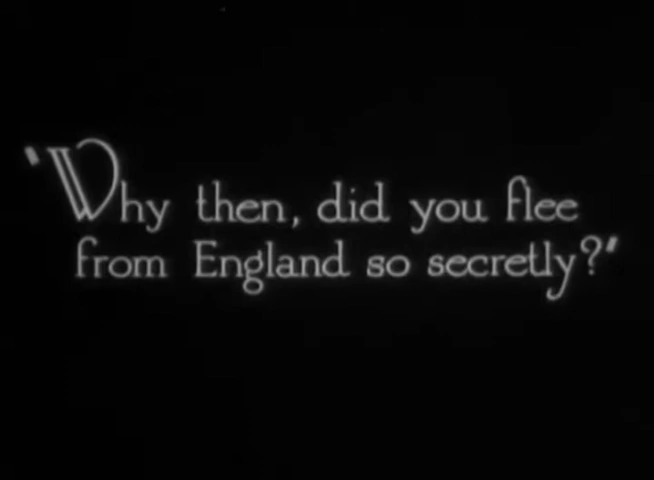 "Why then, did you flee
from England so secretly?"